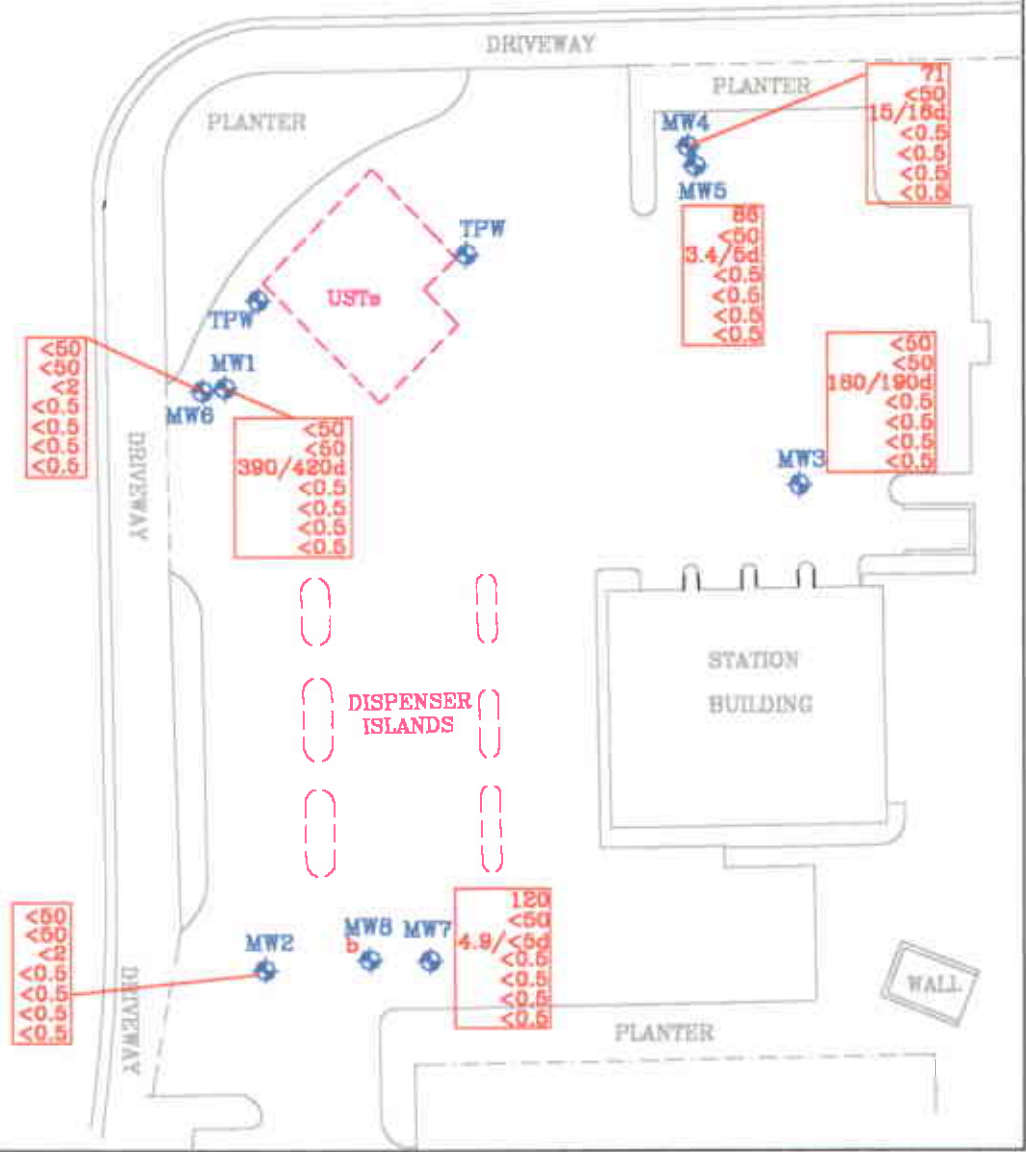 DRIVEWAY
PLANTER
PLANTER
71
<50
15/16d
<0.5
<0.5
<0.5
<0.5
MW4
MW5
86
<50
3.4/5d
<0.5
<0.5
<0.5
<0.5
TPW
USTs
TPW
<50
<50
<2
<0.5
<0.5
<0.5
<0.5
MW1
MW6
<50
<50
390/420d
<0.5
<0.5
<0.5
<0.5
<50
<50
180/190d
<0.5
<0.5
<0.5
<0.5
MW3
DRIVEWAY
STATION
BUILDING
DISPENSER
ISLANDS
<50
<50
<2
<0.5
<0.5
<0.5
<0.5
MW2
MW8
b
MW7
120
<50
4.9/<5d
<0.5
<0.5
<0.5
<0.5
DRIVEWAY
WALL
PLANTER